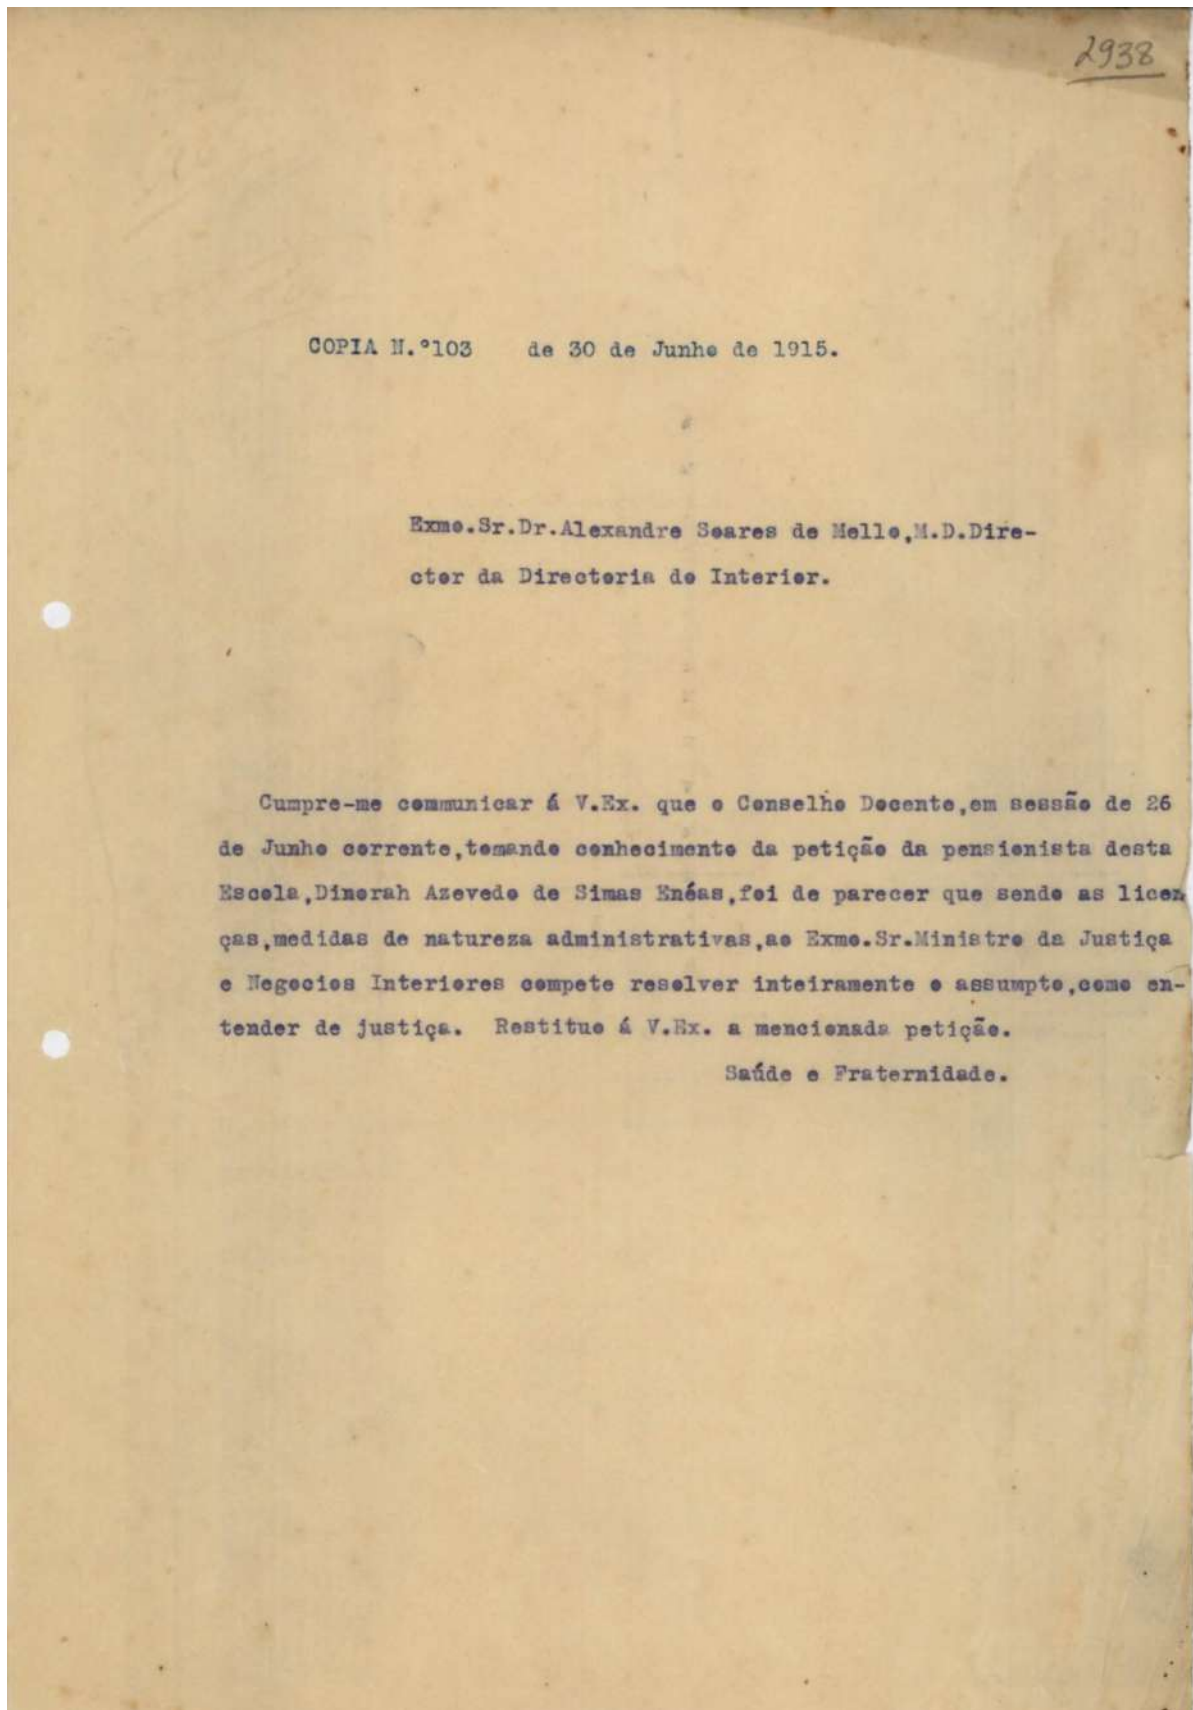 2938
COPIA N.º103 de 30 de Junho de 1915.
Exmo.Sr.Dr.Alexandre Soares de Mello,M.D.Dire-
ctor da Directoria do Interior.
Cumpre-me communicar á V.Ex. que o Conselho Docente,em sessão de 26
de Junho corrente,tomando conhecimento da petição da pensionista desta
Escola,Dinorah Azevedo de Simas Enéas,foi de parecer que sendo as licen
ças,medidas de natureza administrativas,ao Exmo.Sr.Ministro da Justiça
e Negocios Interiores compete resolver inteiramente o assumpto,como en-
tender de justiça. Restituo á V.Ex. a mencionada petição.
Saúde e Fraternidade.